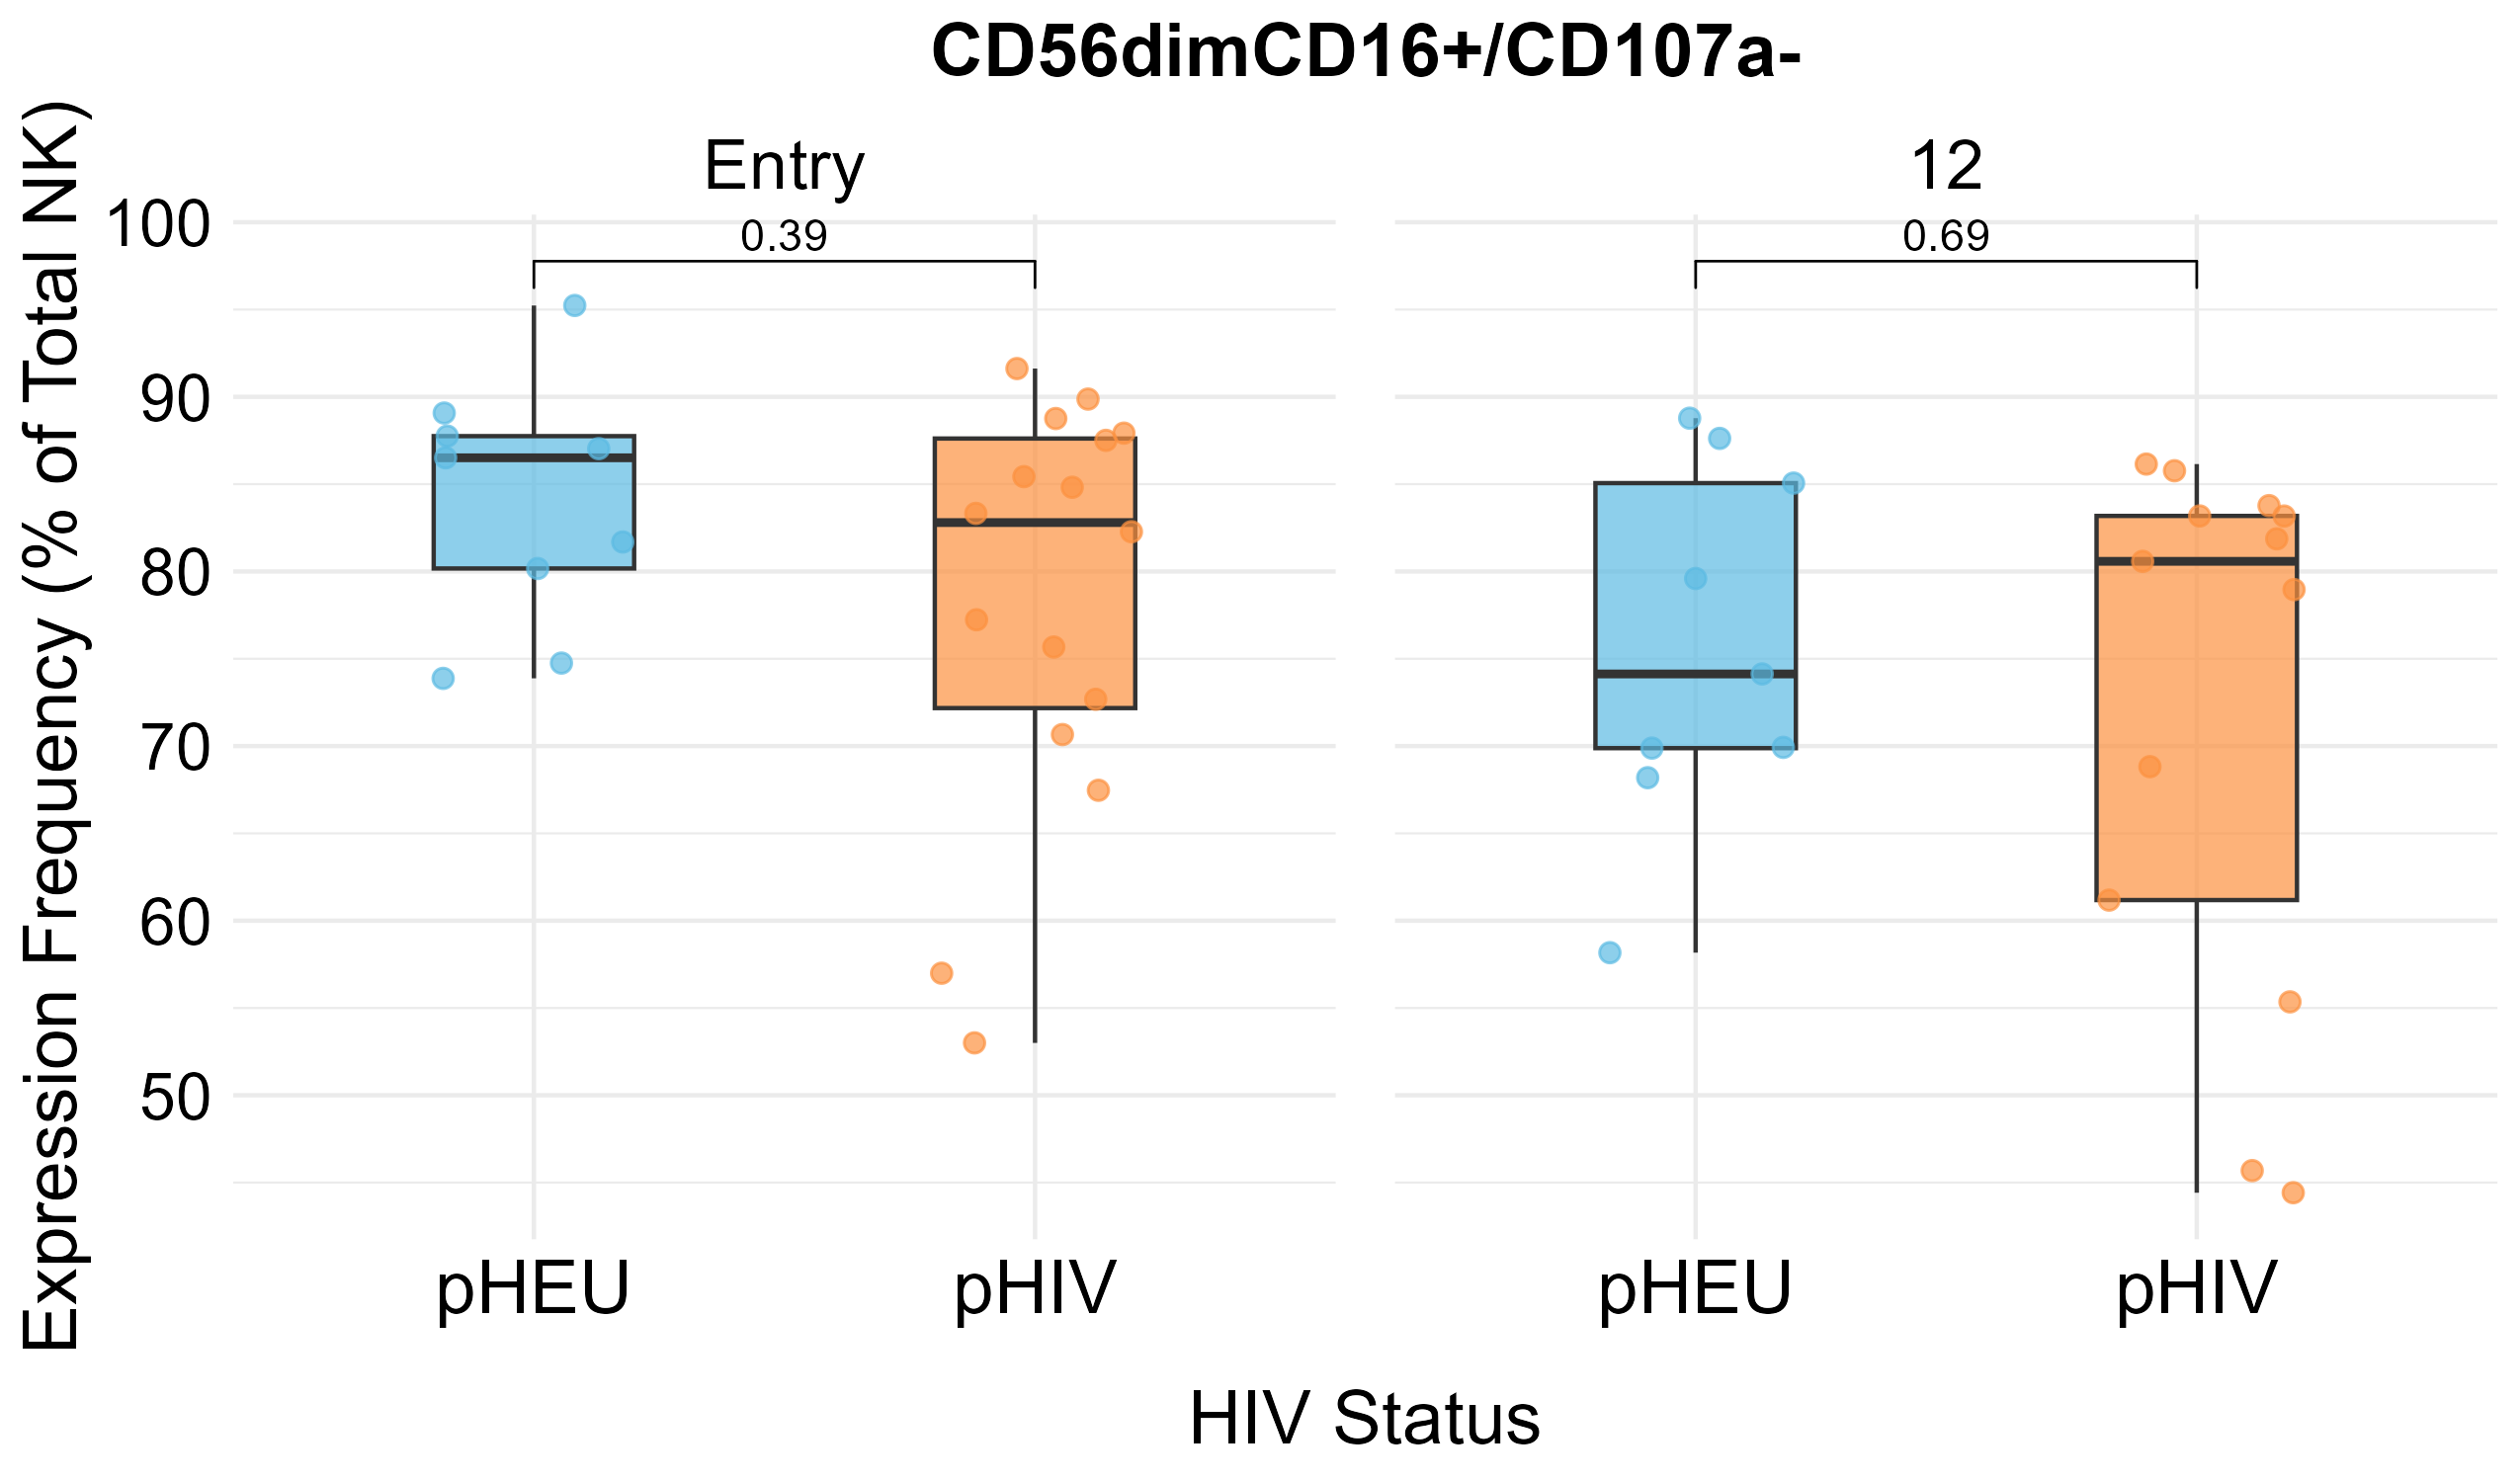 CD56dimCD16+/CD107a-
Entry
12
0.39
0.69
Expression Frequency (% of Total NK)
100
90
80
70
60
50
pHEU
pHIV
pHEU
pHIV
HIV Status